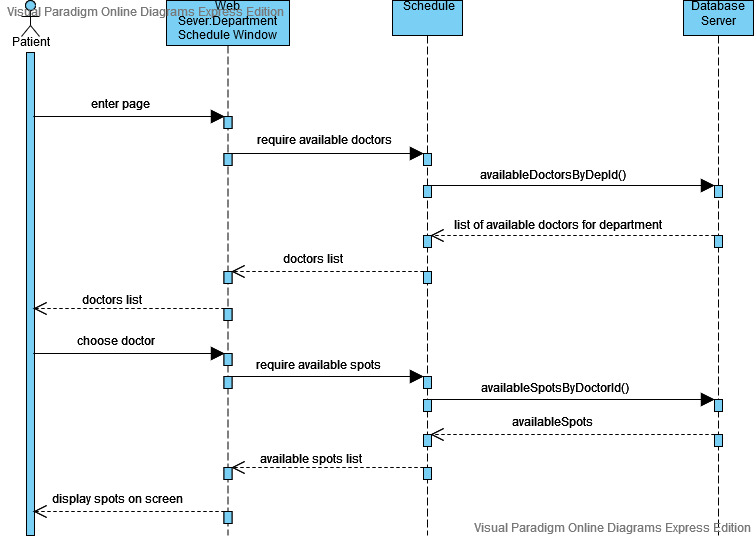 Visual Paradigm Online Diagrams Express Edition
Patient
Web
Sever:Department
Schedule Window
Schedule
Database
Server
enter page
require available doctors
availableDoctorsByDepId()
list of available doctors for department
doctors list
doctors list
choose doctor
require available spots
availableSpotsByDoctorId()
availableSpots
available spots list
display spots on screen
Visual Paradigm Online Diagrams Express Edition